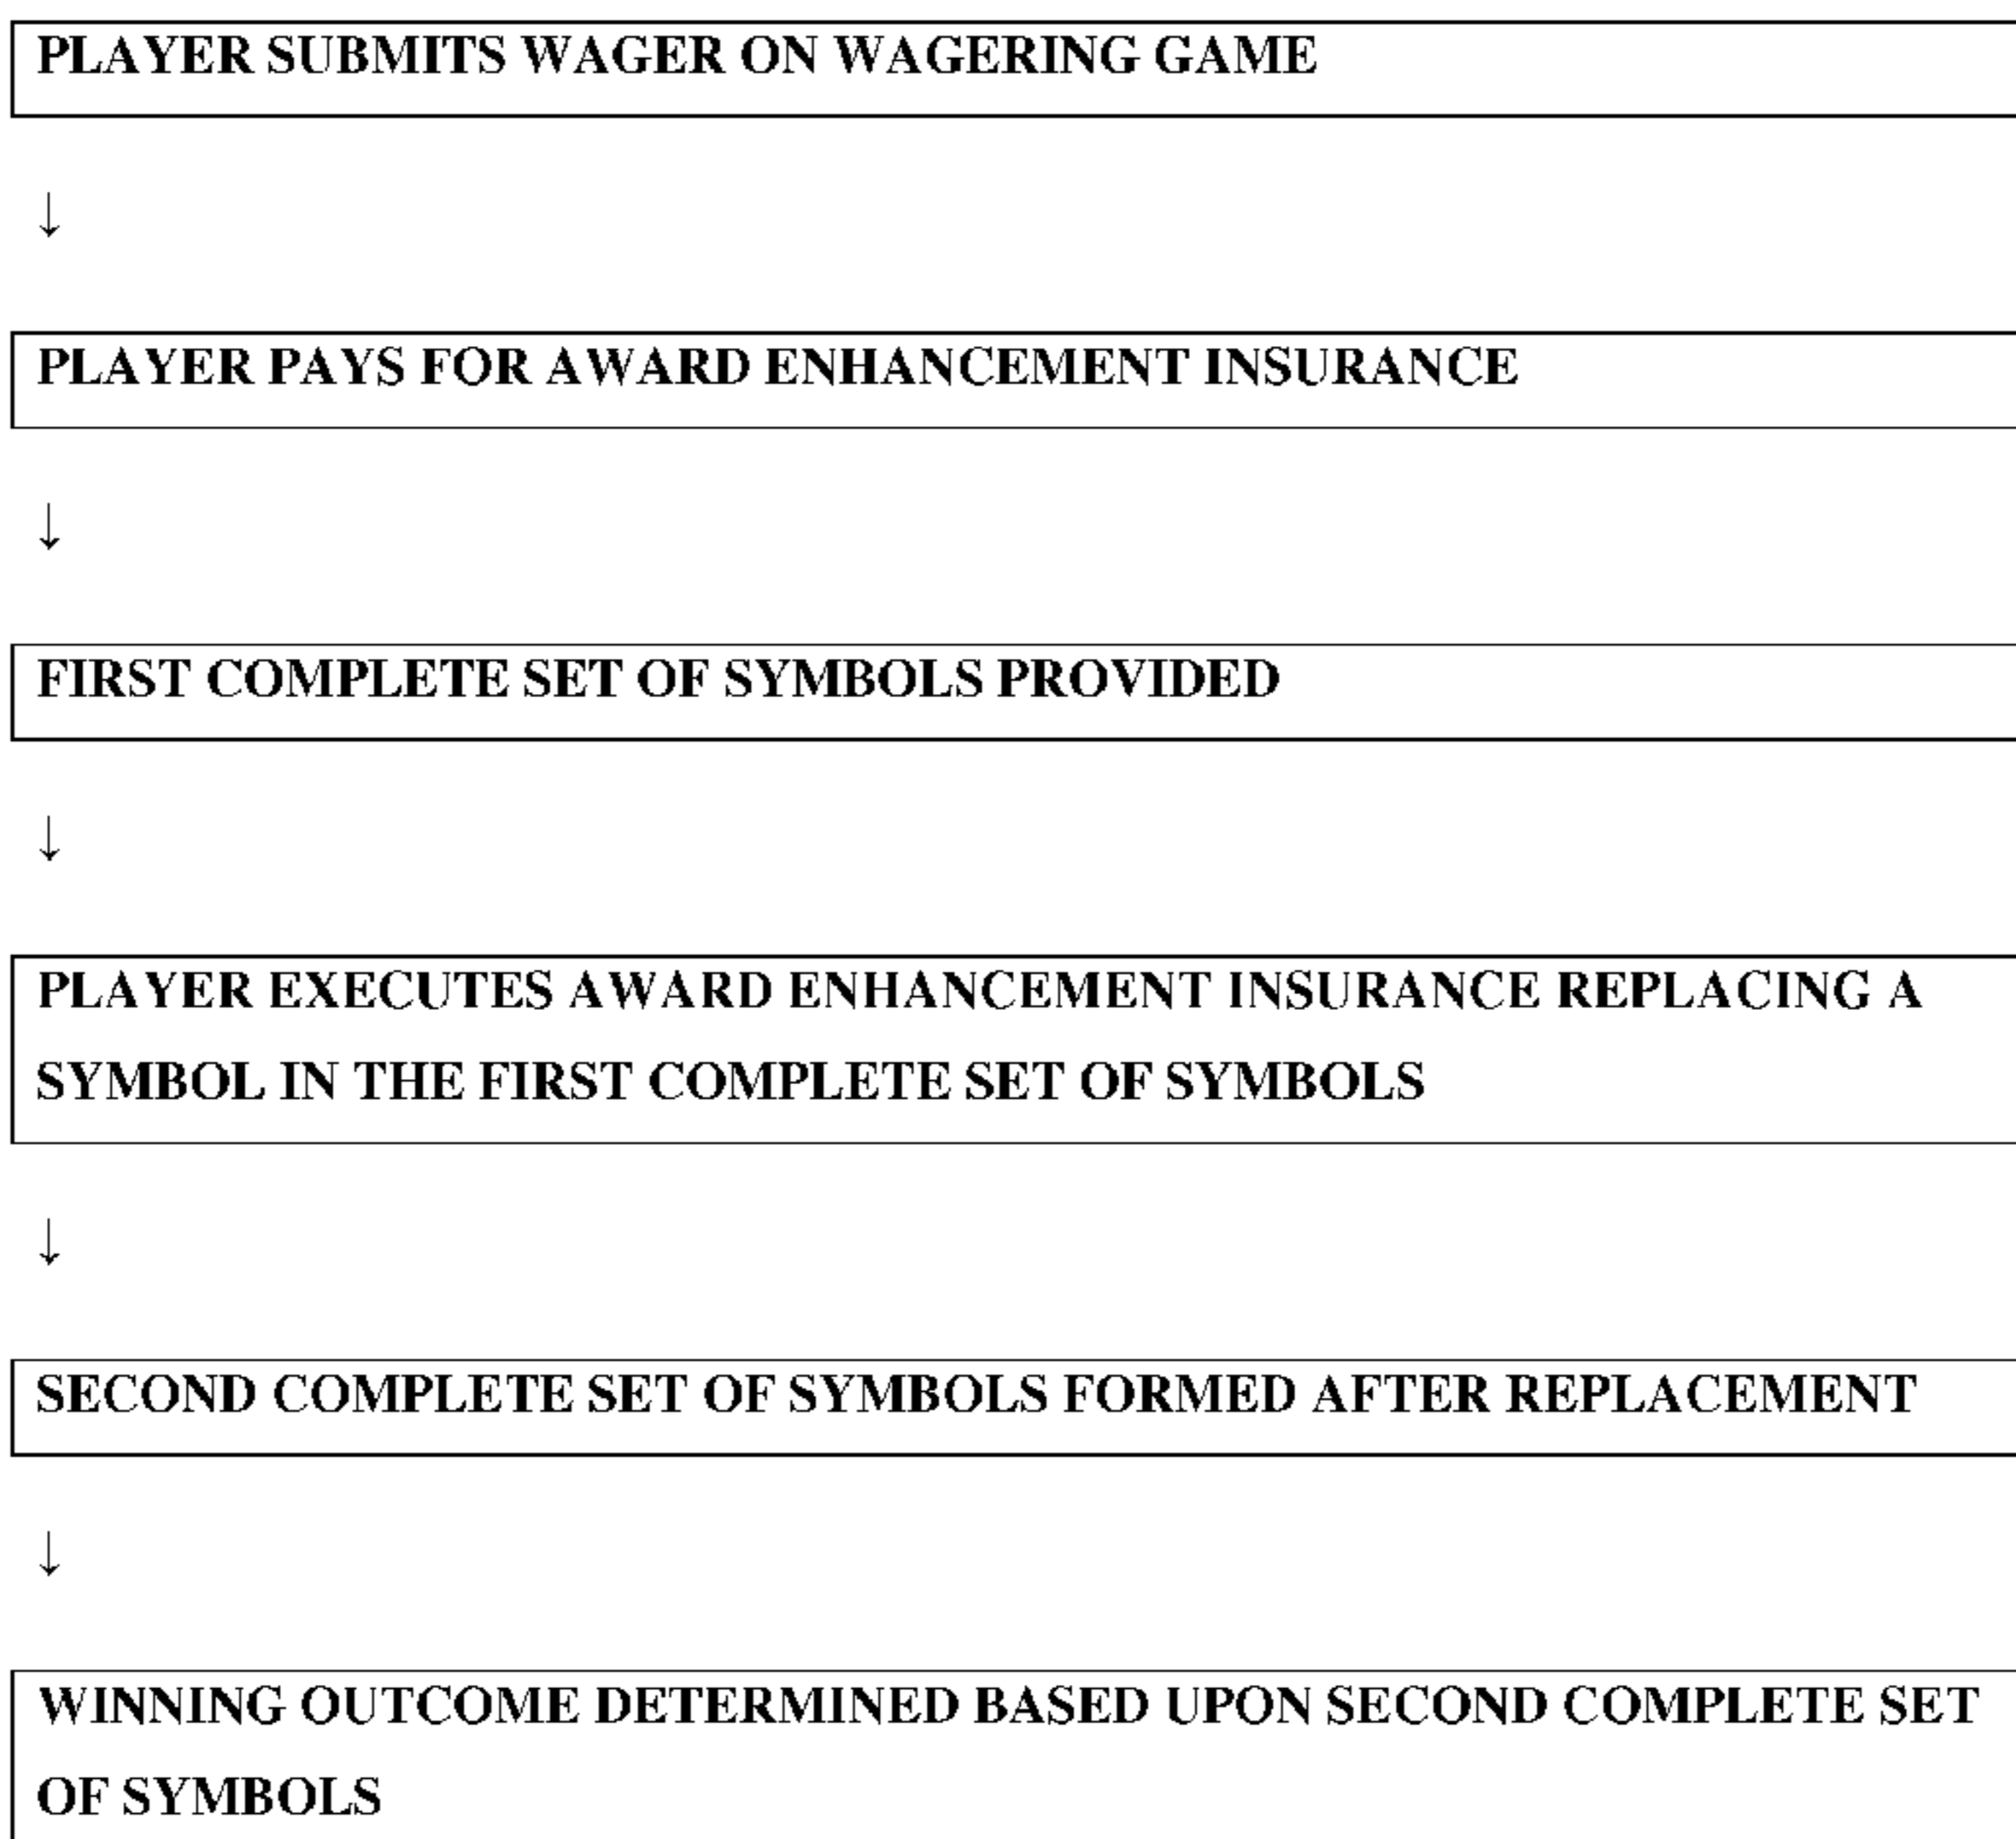 PLAYER SUBMITS WAGER ON WAGERING GAME
↓
PLAYER PAYS FOR AWARD ENHANCEMENT INSURANCE
↓
FIRST COMPLETE SET OF SYMBOLS PROVIDED
↓
PLAYER EXECUTES AWARD ENHANCEMENT INSURANCE REPLACING A
SYMBOL IN THE FIRST COMPLETE SET OF SYMBOLS
↓
SECOND COMPLETE SET OF SYMBOLS FORMED AFTER REPLACEMENT
↓
WINNING OUTCOME DETERMINED BASED UPON SECOND COMPLETE SET
OF SYMBOLS